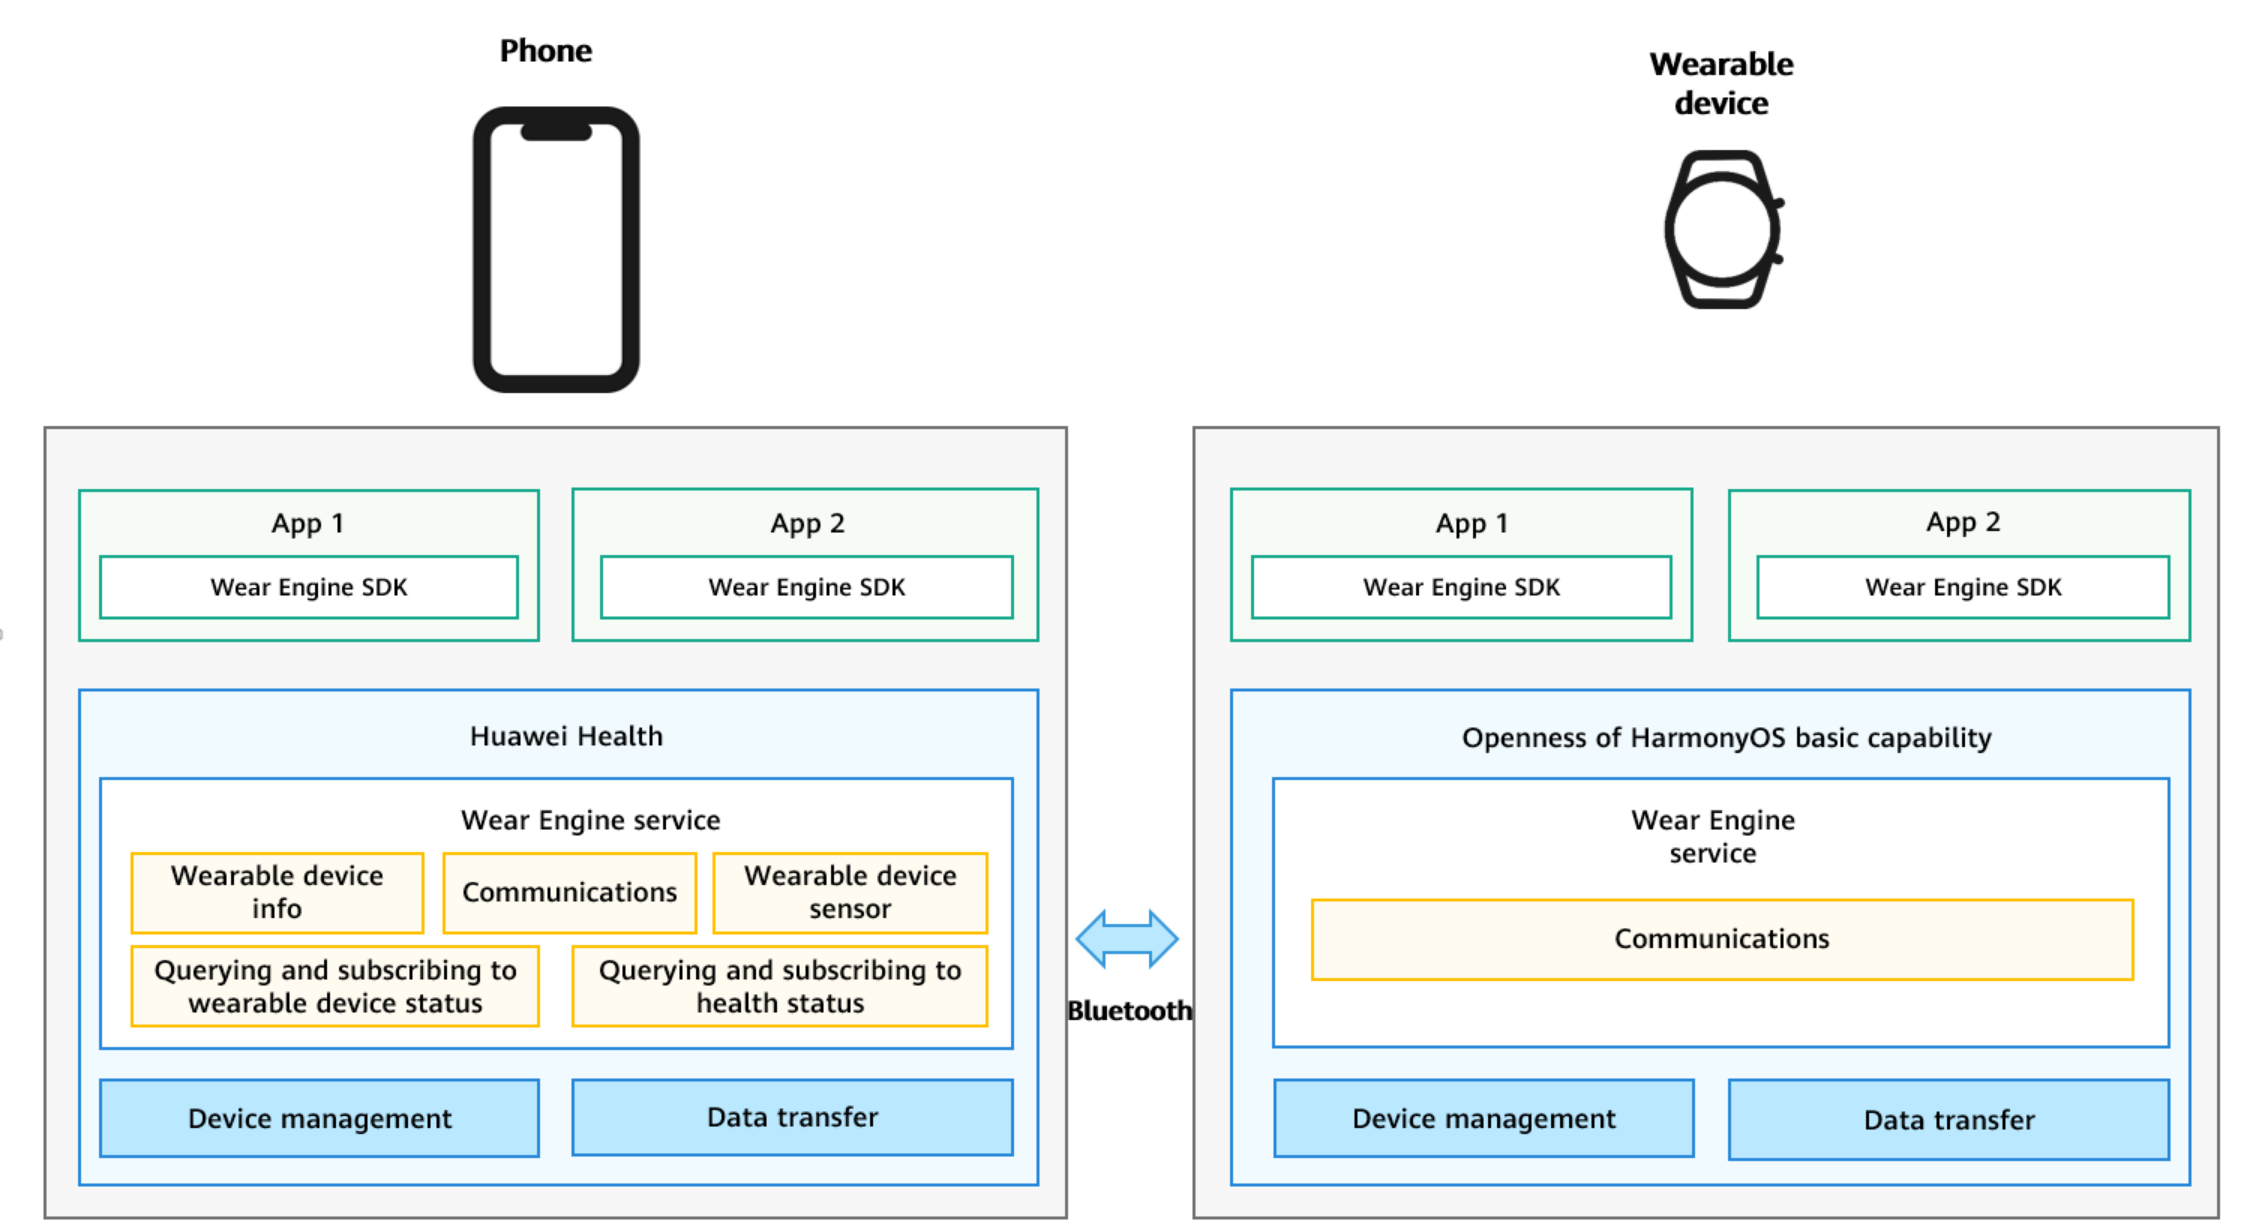 Phone
Wearable
device
App 1
Wear Engine SDK
App 2
Wear Engine SDK
Huawei Health
Wear Engine service
Wearable device
info
Communications
Wearable device
sensor
Querying and subscribing to
wearable device status
Querying and subscribing to
health status
Device management
Data transfer
Bluetooth
App 1
Wear Engine SDK
App 2
Wear Engine SDK
Openness of HarmonyOS basic capability
Wear Engine
service
Communications
Device management
Data transfer